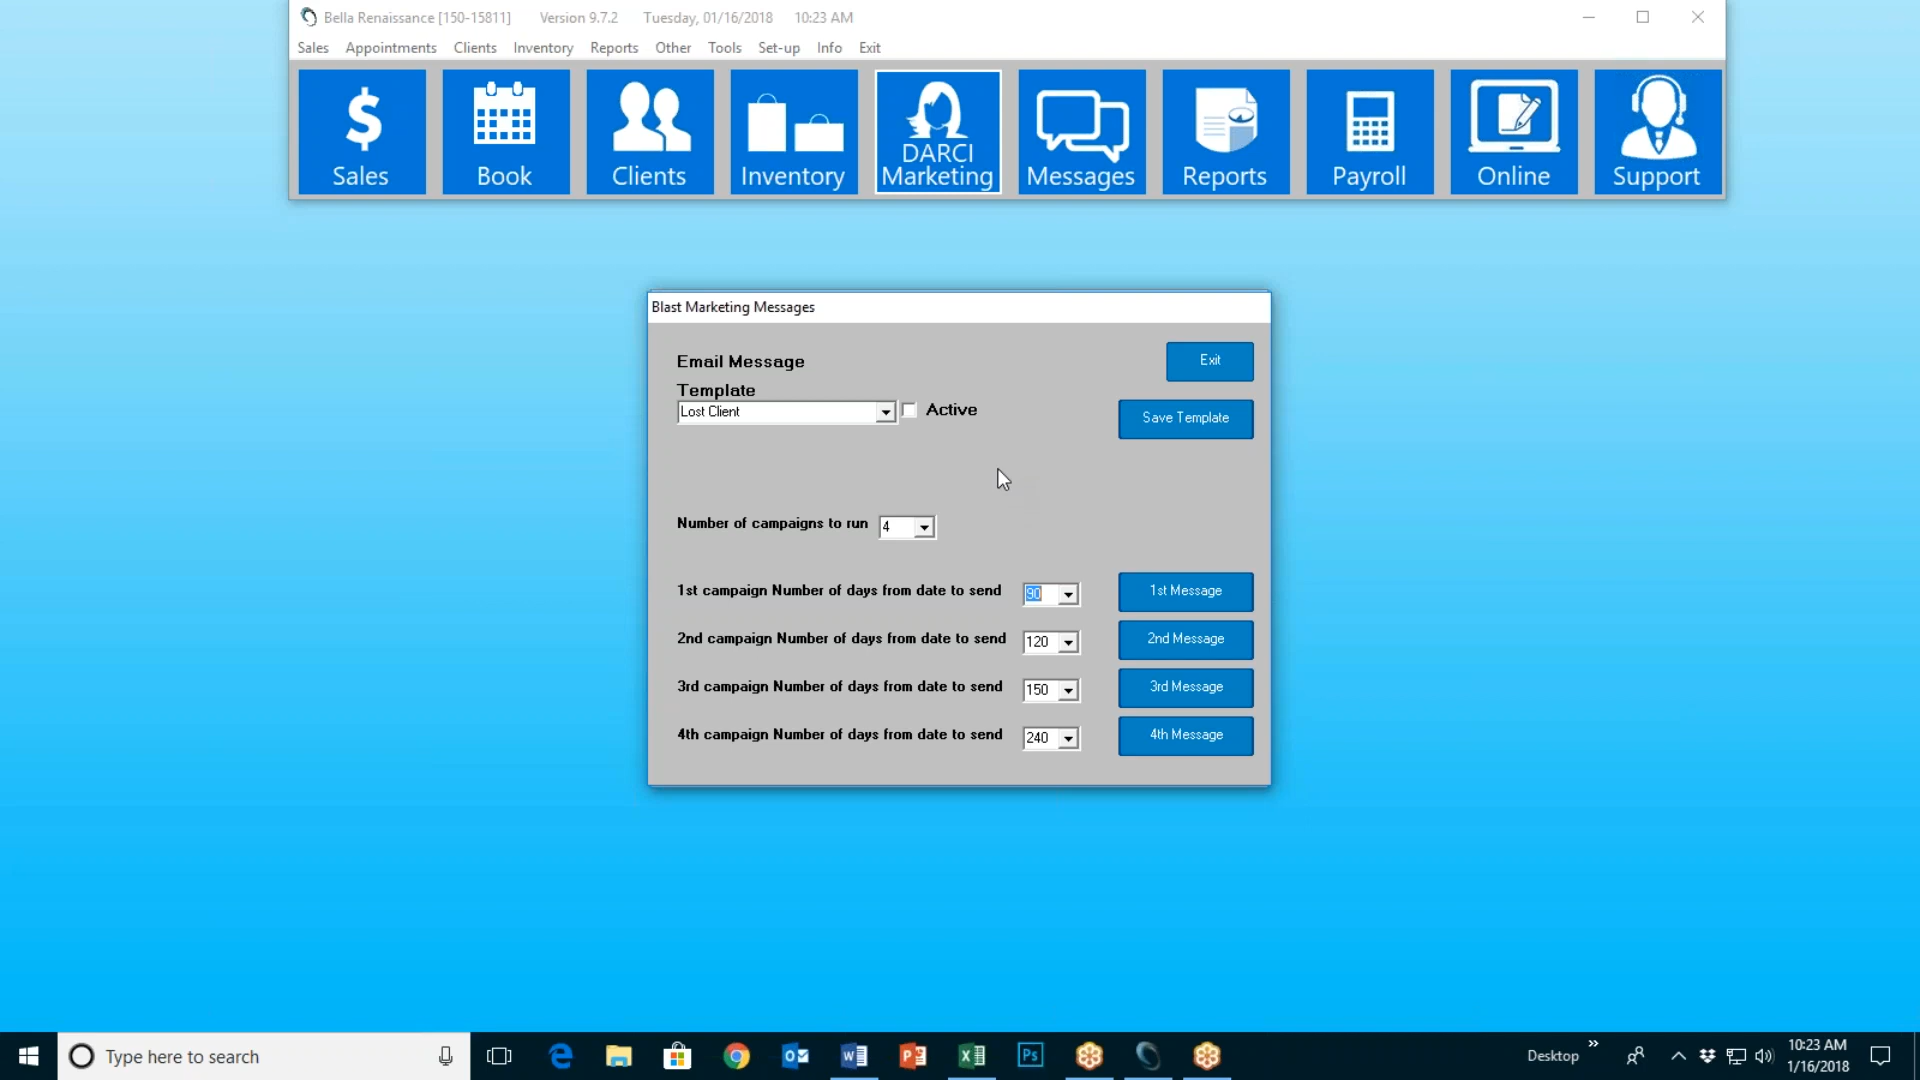 Bella Renaissance [150-15811] Version 9.7.2 Tuesday, 01/16/2018 10:23 AM
Sales Appointments Clients Inventory Reports Other Tools Set-up Info Exit
Sales Book Clients Inventory DARCI Marketing Messages Reports Payroll Online Support
Blast Marketing Messages
Email Message
Exit
Template
Lost Client Active
Save Template
Number of campaigns to run 4
1st campaign Number of days from date to send 90 1st Message
2nd campaign Number of days from date to send 120 2nd Message
3rd campaign Number of days from date to send 150 3rd Message
4th campaign Number of days from date to send 240 4th Message
Type here to search
Ps
Desktop
10:23 AM
1/16/2018